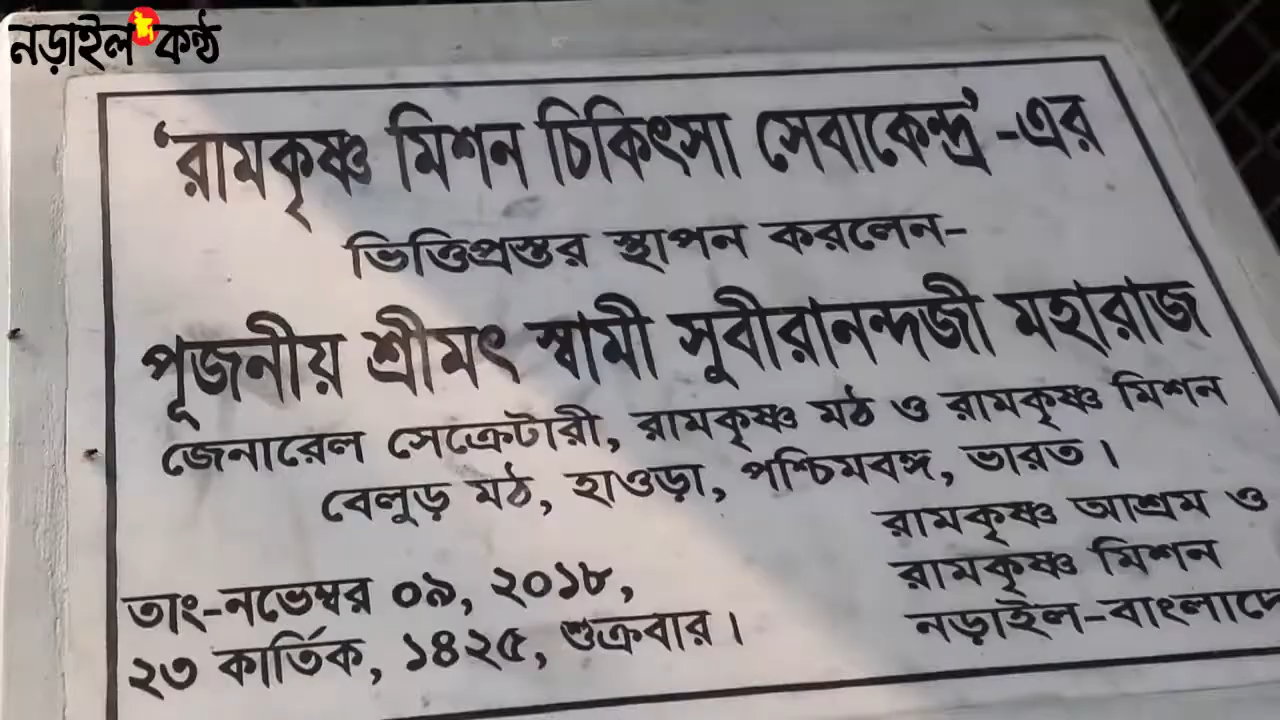 নড়াইল কন্ঠ
‘রামকৃষ্ণ মিশন চিকিৎসা সেবাকেন্দ্র’-এর
ভিত্তিপ্রস্তর স্থাপন করলেন-
পূজনীয় শ্রীমৎ স্বামী সুবীরানন্দজী মহারাজ
জেনারেল সেক্রেটারী, রামকৃষ্ণ মঠ ও রামকৃষ্ণ মিশন
বেলুড় মঠ, হাওড়া, পশ্চিমবঙ্গ, ভারত।
রামকৃষ্ণ আশ্রম ও
রামকৃষ্ণ মিশন
নড়াইল-বাংলাদে
তাং-নভেম্বর ০৯, ২০১৮,
২৩ কার্তিক, ১৪২৫, শুক্রবার।